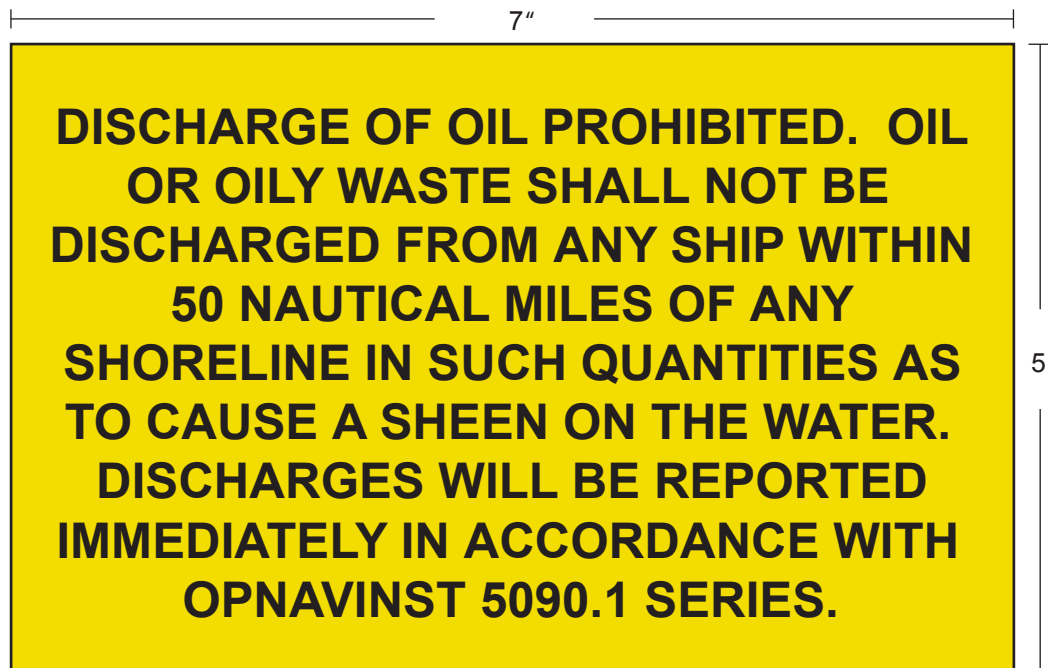 7"
DISCHARGE OF OIL PROHIBITED.  OIL
OR OILY WASTE SHALL NOT BE
DISCHARGED FROM ANY SHIP WITHIN
50 NAUTICAL MILES OF ANY
SHORELINE IN SUCH QUANTITIES AS
TO CAUSE A SHEEN ON THE WATER.
DISCHARGES WILL BE REPORTED
IMMEDIATELY IN ACCORDANCE WITH
OPNAVINST 5090.1 SERIES.
5